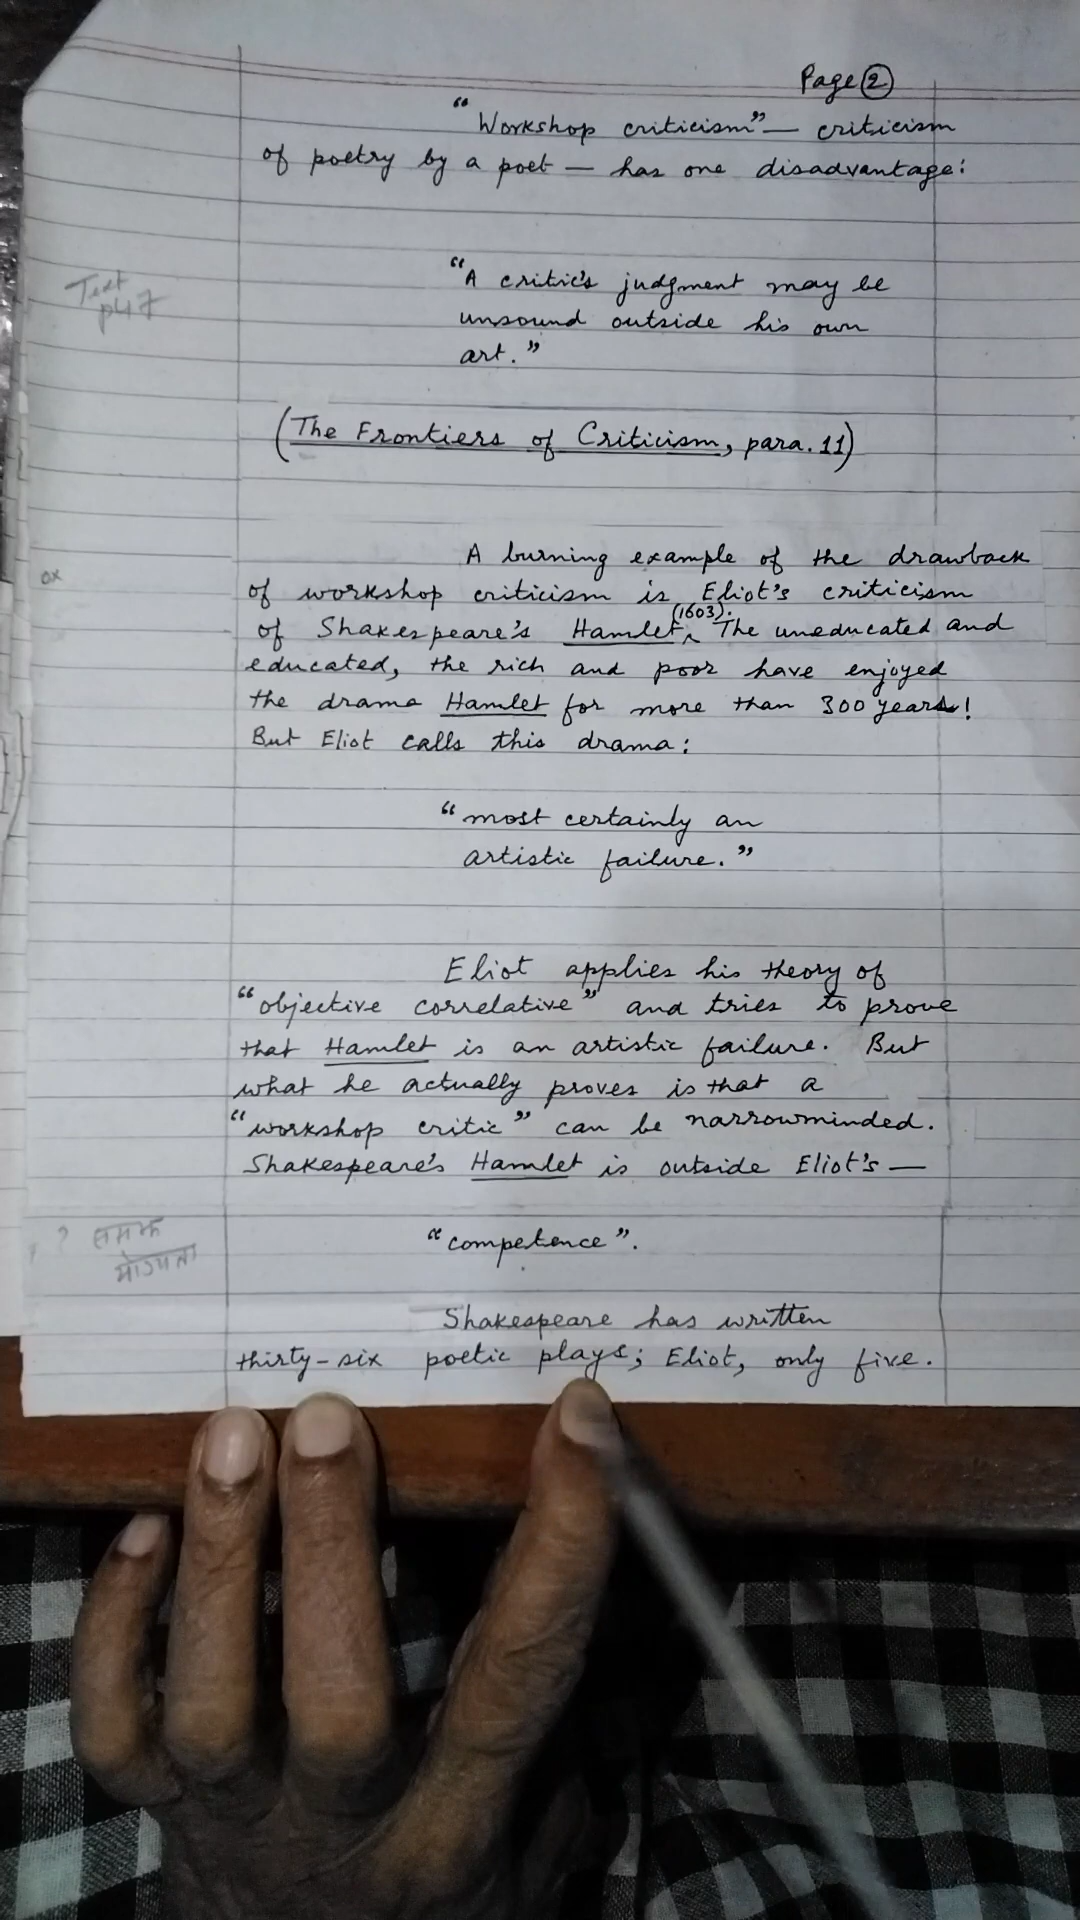 Page ②
"Workshop criticism" — criticism
of poetry by a poet — has one disadvantage:
Text
p47
"A critic's judgment may be
unsound outside his own
art."
(The Frontiers of Criticism, para. 11)
A burning example of the drawback
ox
of workshop criticism is Eliot's criticism
(1603).
of Shakespeare's Hamlet ^ The uneducated and
educated, the rich and poor have enjoyed
the drama Hamlet for more than 300 years!
But Eliot calls this drama:
"most certainly an
artistic failure."
Eliot applies his theory of
"objective correlative" and tries to prove
that Hamlet is an artistic failure. But
what he actually proves is that a
"workshop critic" can be narrowminded.
Shakespeare's Hamlet is outside Eliot's —
? समझ
"competence".
Shakespeare has written
thirty-six poetic plays; Eliot, only five.